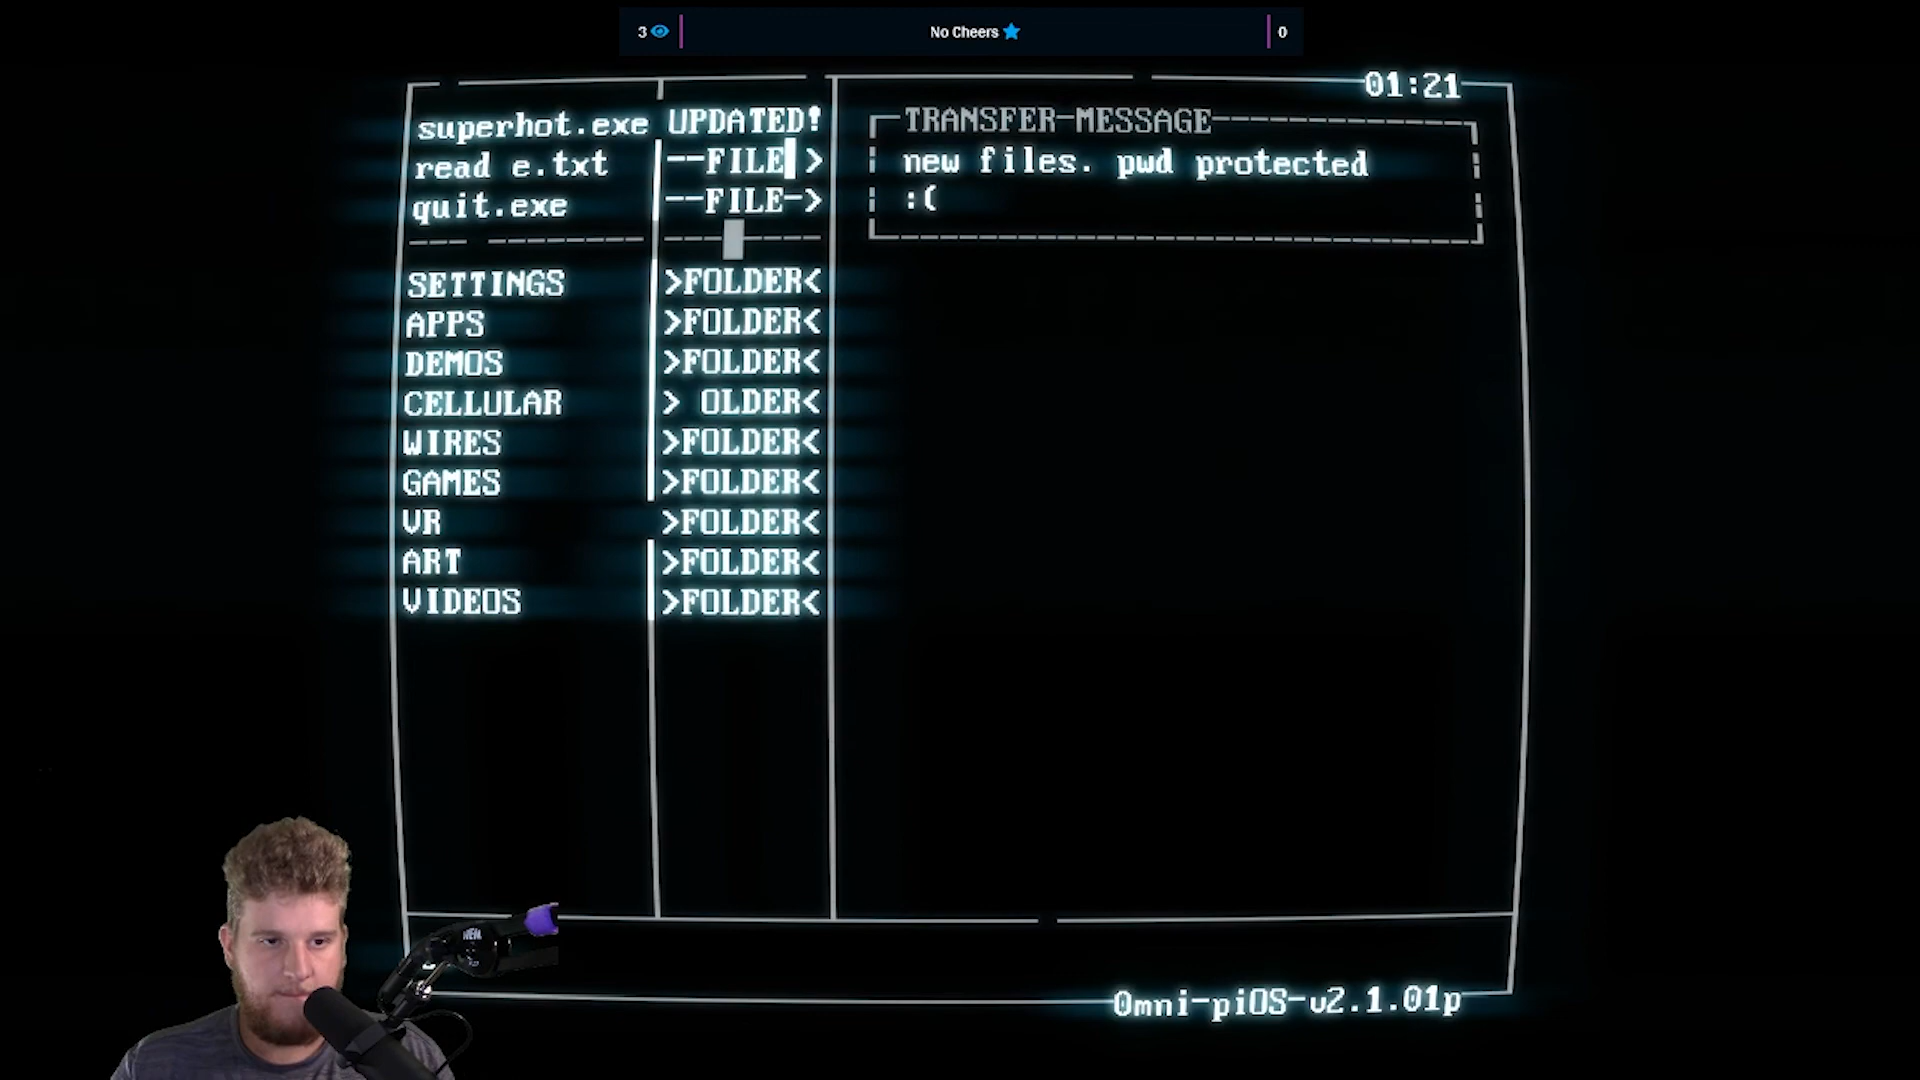 3 No Cheers 0
01:21
superhot.exe UPDATED!
read e.txt --FILE >
quit.exe --FILE->
SETTINGS >FOLDER<
APPS >FOLDER<
DEMOS >FOLDER<
CELLULAR > OLDER<
WIRES >FOLDER<
GAMES >FOLDER<
VR >FOLDER<
ART >FOLDER<
VIDEOS >FOLDER<
TRANSFER-MESSAGE
new files. pwd protected
:(
Omni-piOS-v2.1.01p